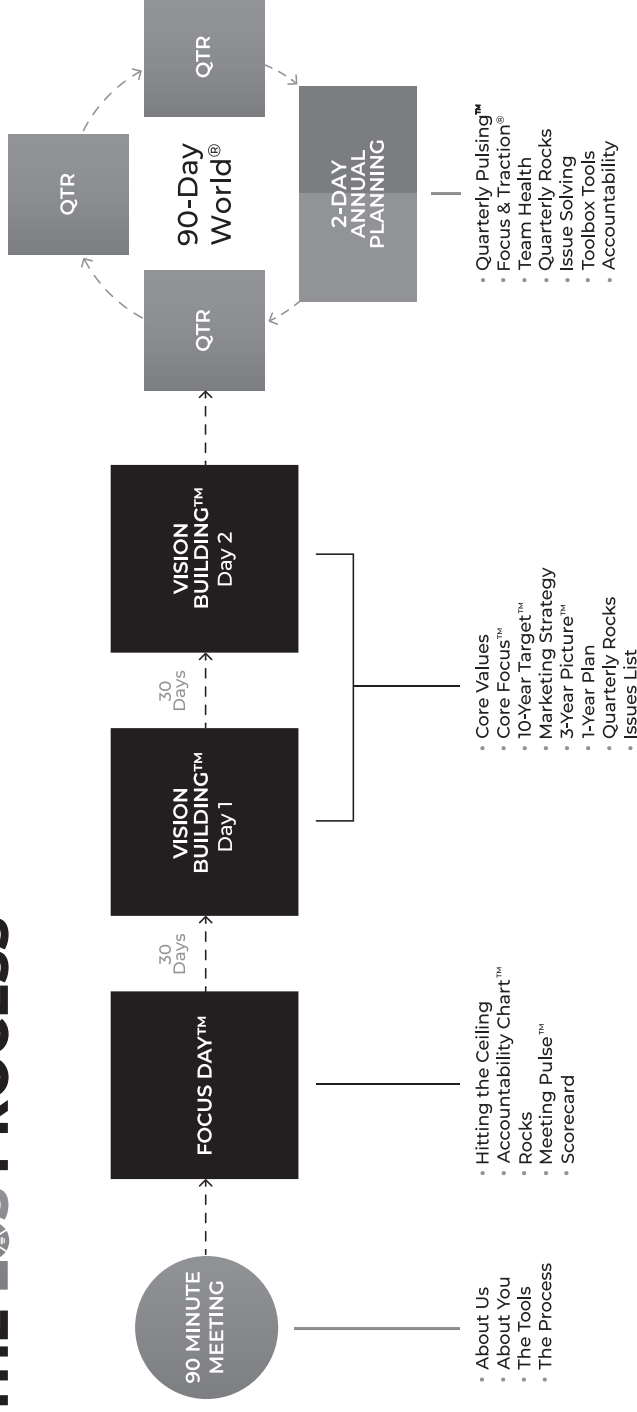 THE EOS PROCESS
90 MINUTE
MEETING
FOCUS DAY™
30
Days
VISION
BUILDING™
Day 1
30
Days
VISION
BUILDING™
Day 2
QTR
QTR
QTR
90-Day
World®
2-DAY
ANNUAL
PLANNING
• About Us
• About You
• The Tools
• The Process
• Hitting the Ceiling
• Accountability Chart™
• Rocks
• Meeting Pulse™
• Scorecard
• Core Values
• Core Focus™
• 10-Year Target™
• Marketing Strategy
• 3-Year Picture™
• 1-Year Plan
• Quarterly Rocks
• Issues List
• Quarterly Pulsing™
• Focus & Traction®
• Team Health
• Quarterly Rocks
• Issue Solving
• Toolbox Tools
• Accountability